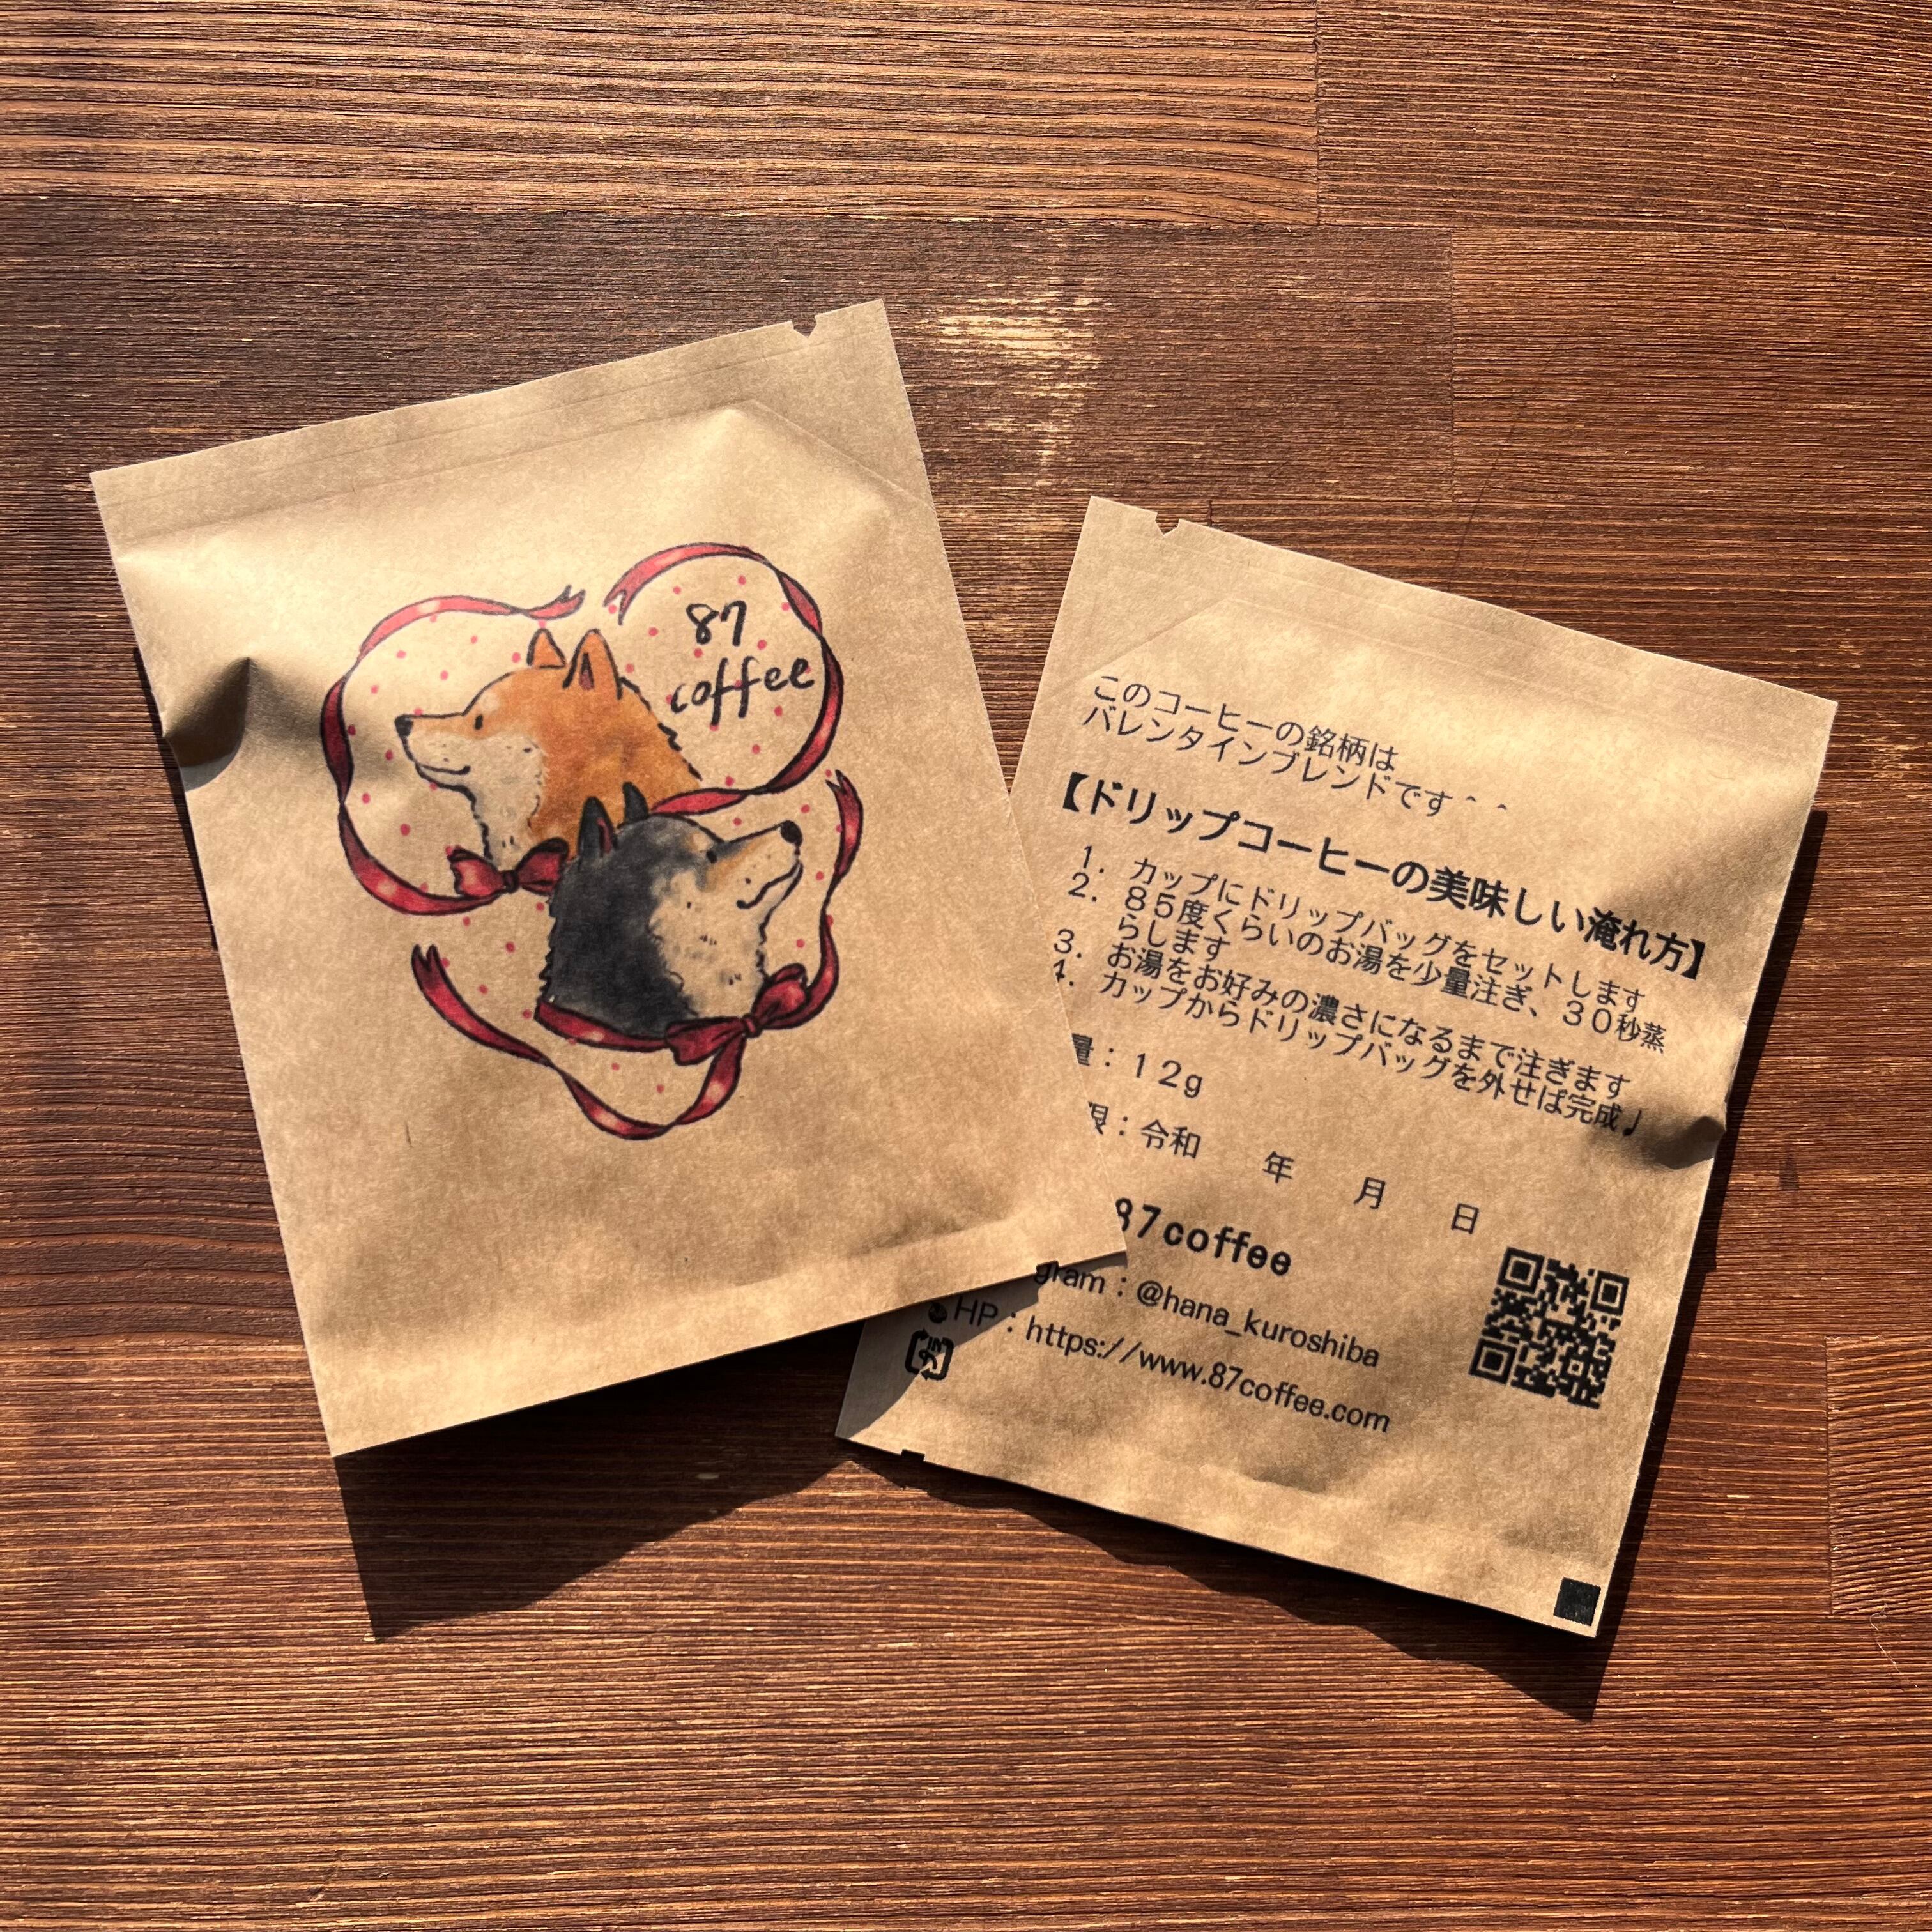 87
coffee
このコーヒーの銘柄は
バレンタインブレンドです＾＾
【ドリップコーヒーの美味しい淹れ方】
１．カップにドリップバッグをセットします
２．８５度くらいのお湯を少量注ぎ、３０秒蒸
らします
３．お湯をお好みの濃さになるまで注ぎます
４．カップからドリップバッグを外せば完成♩
量：１２g
限：令和　　年　　月　　日
87coffee
gram：@hana_kuroshiba
●HP：https://www.87coffee.com
プラ